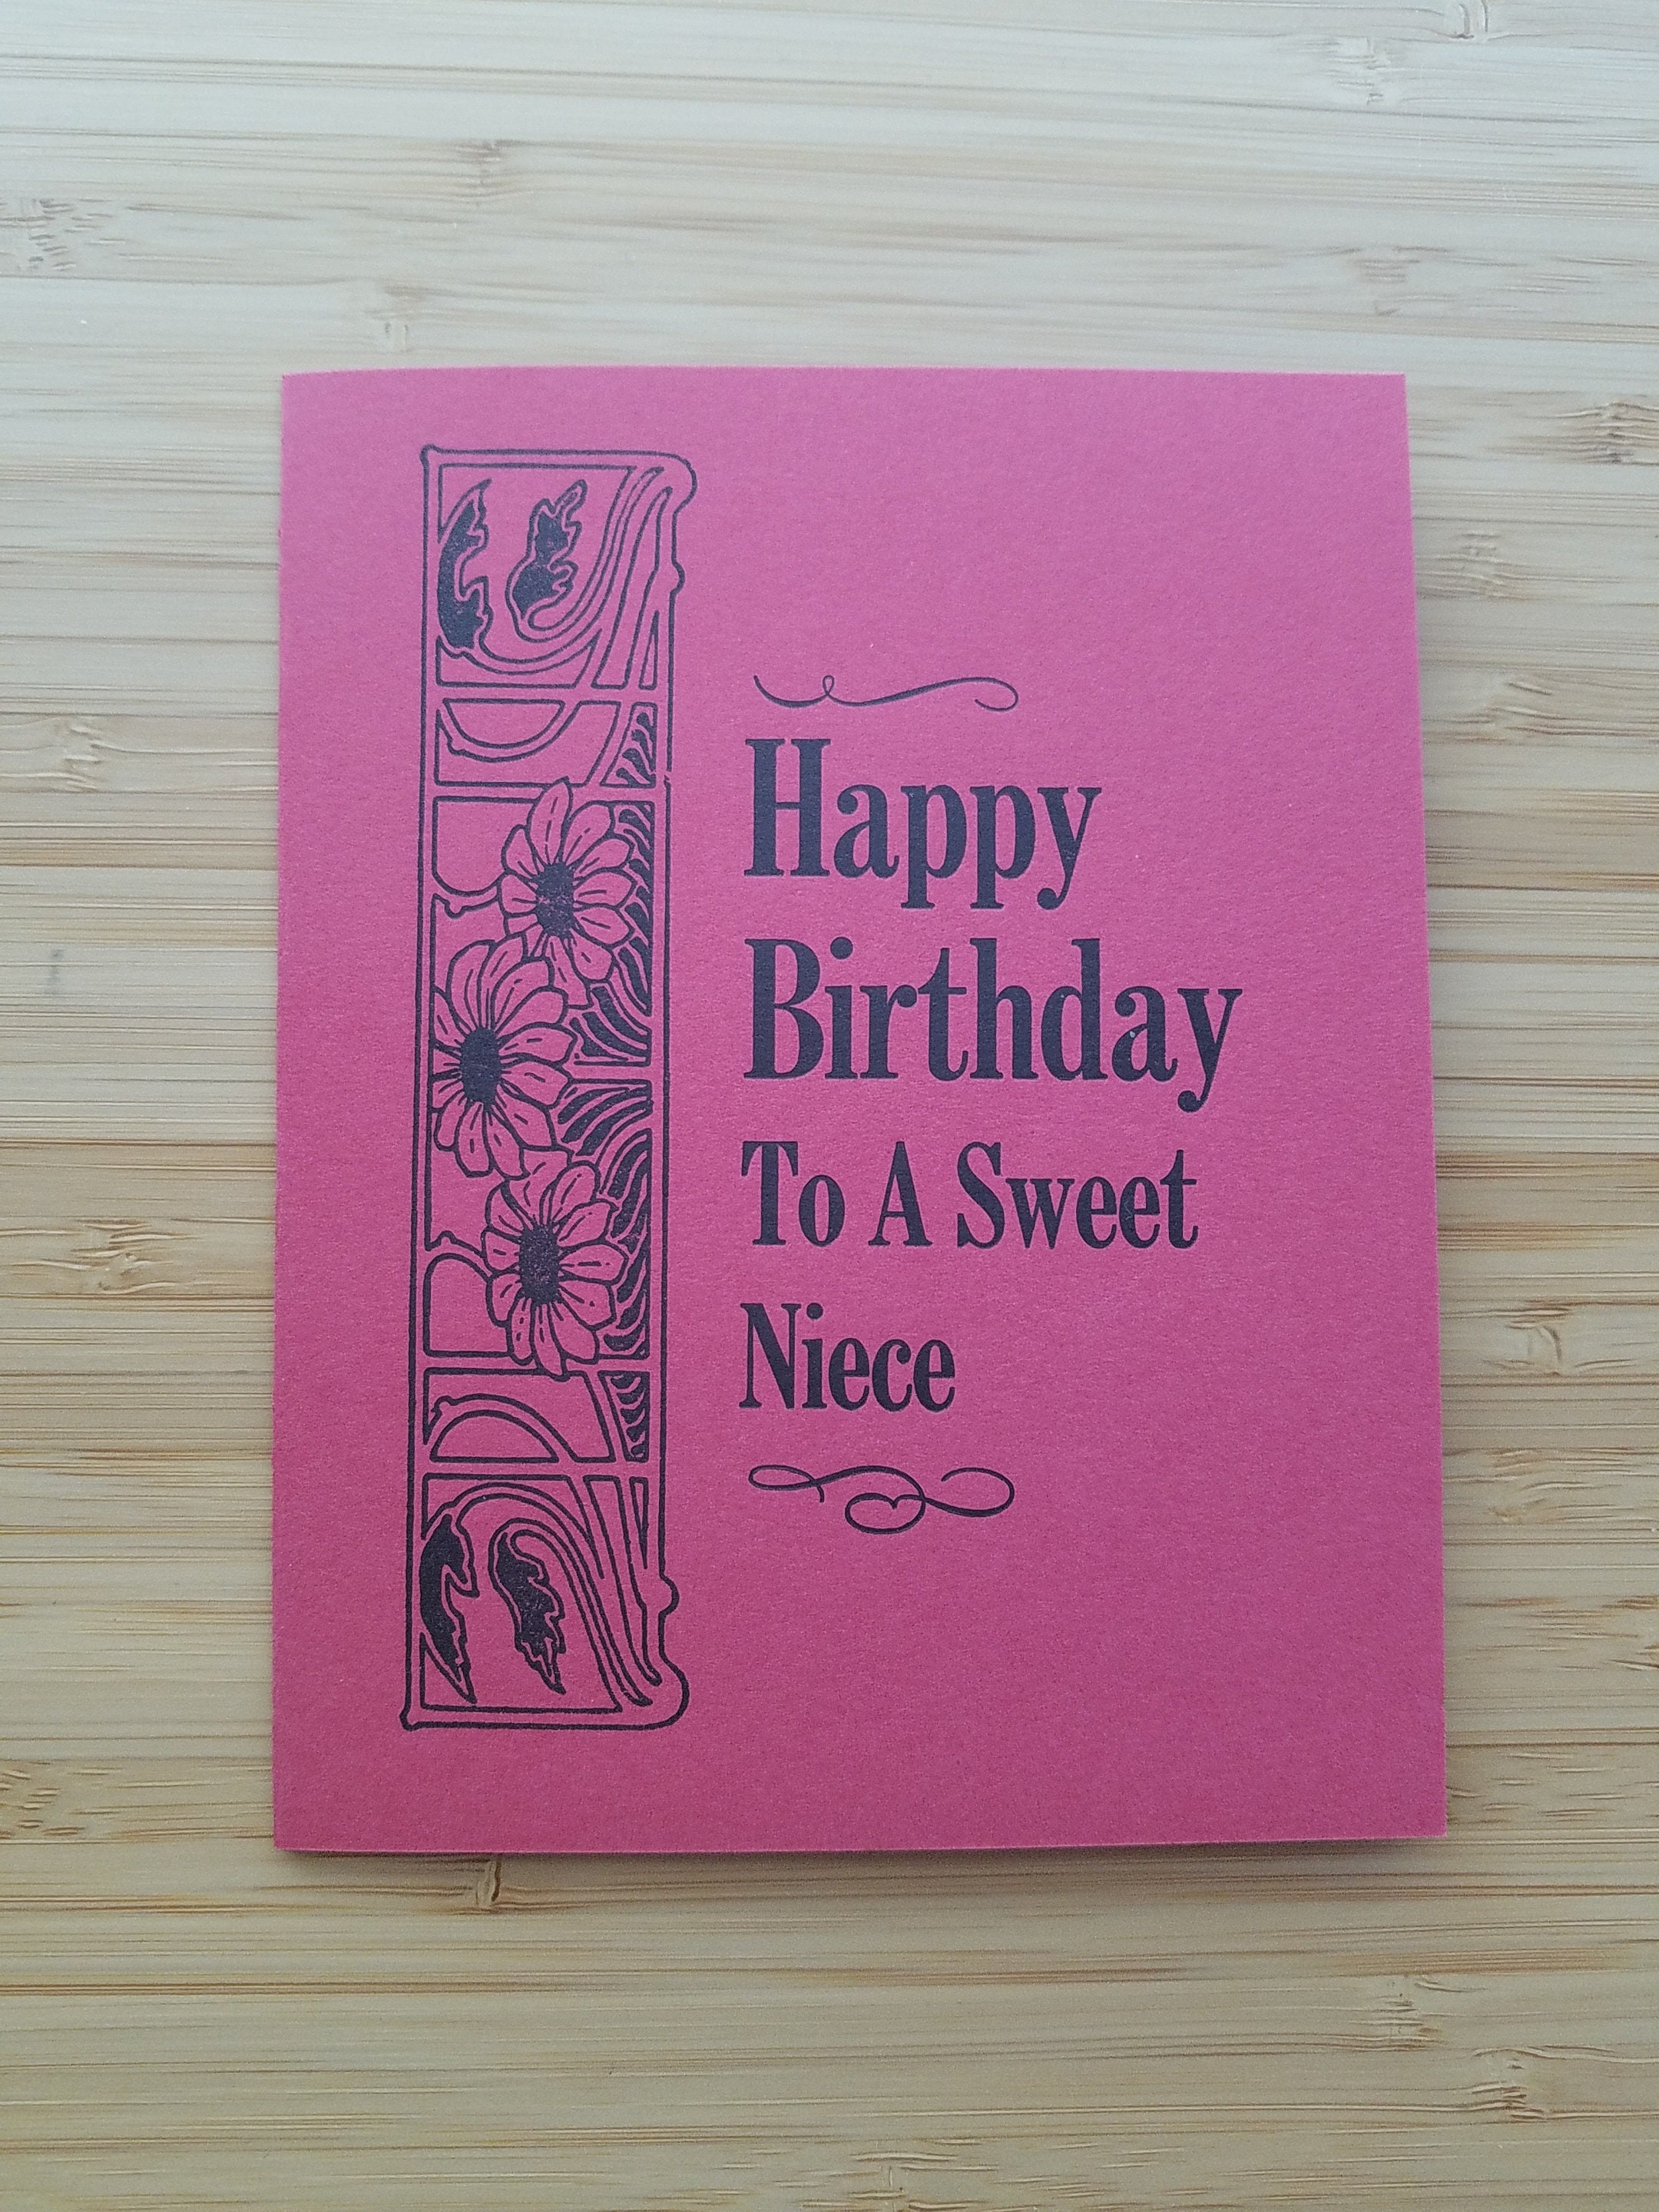 Happy
Birthday
To A Sweet
Niece